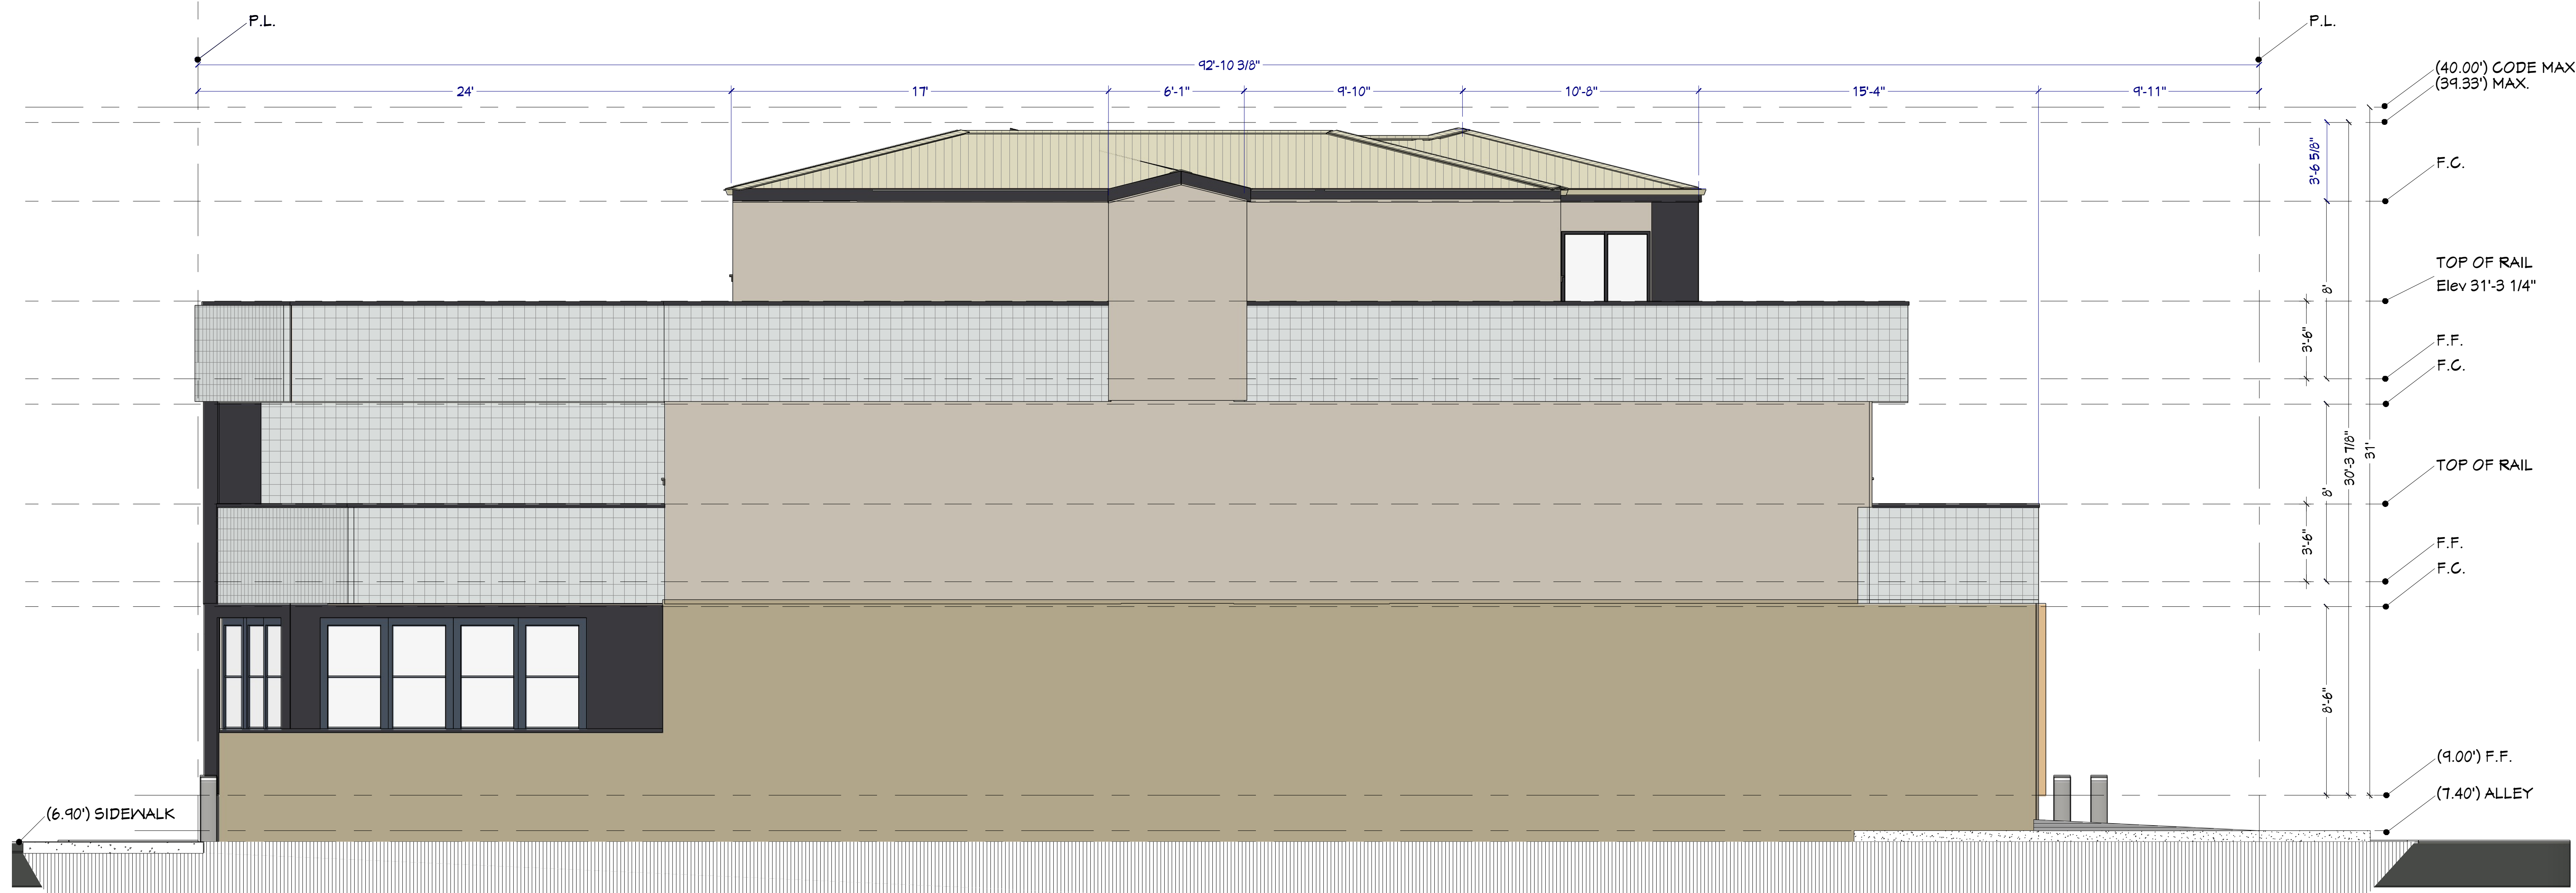 P.L.
P.L.
92'-10 3/8"
(40.00') CODE MAX
(39.33') MAX.
24'
17'
6'-1"
9'-10"
10'-8"
15'-4"
9'-11"
3'-6 5/8"
F.C.
TOP OF RAIL
Elev 31'-3 1/4"
8'
3'-6"
F.F.
F.C.
30'-3 7/8"
31'
TOP OF RAIL
8'
3'-6"
F.F.
F.C.
8'-6"
(9.00') F.F.
(7.40') ALLEY
(6.90') SIDEWALK